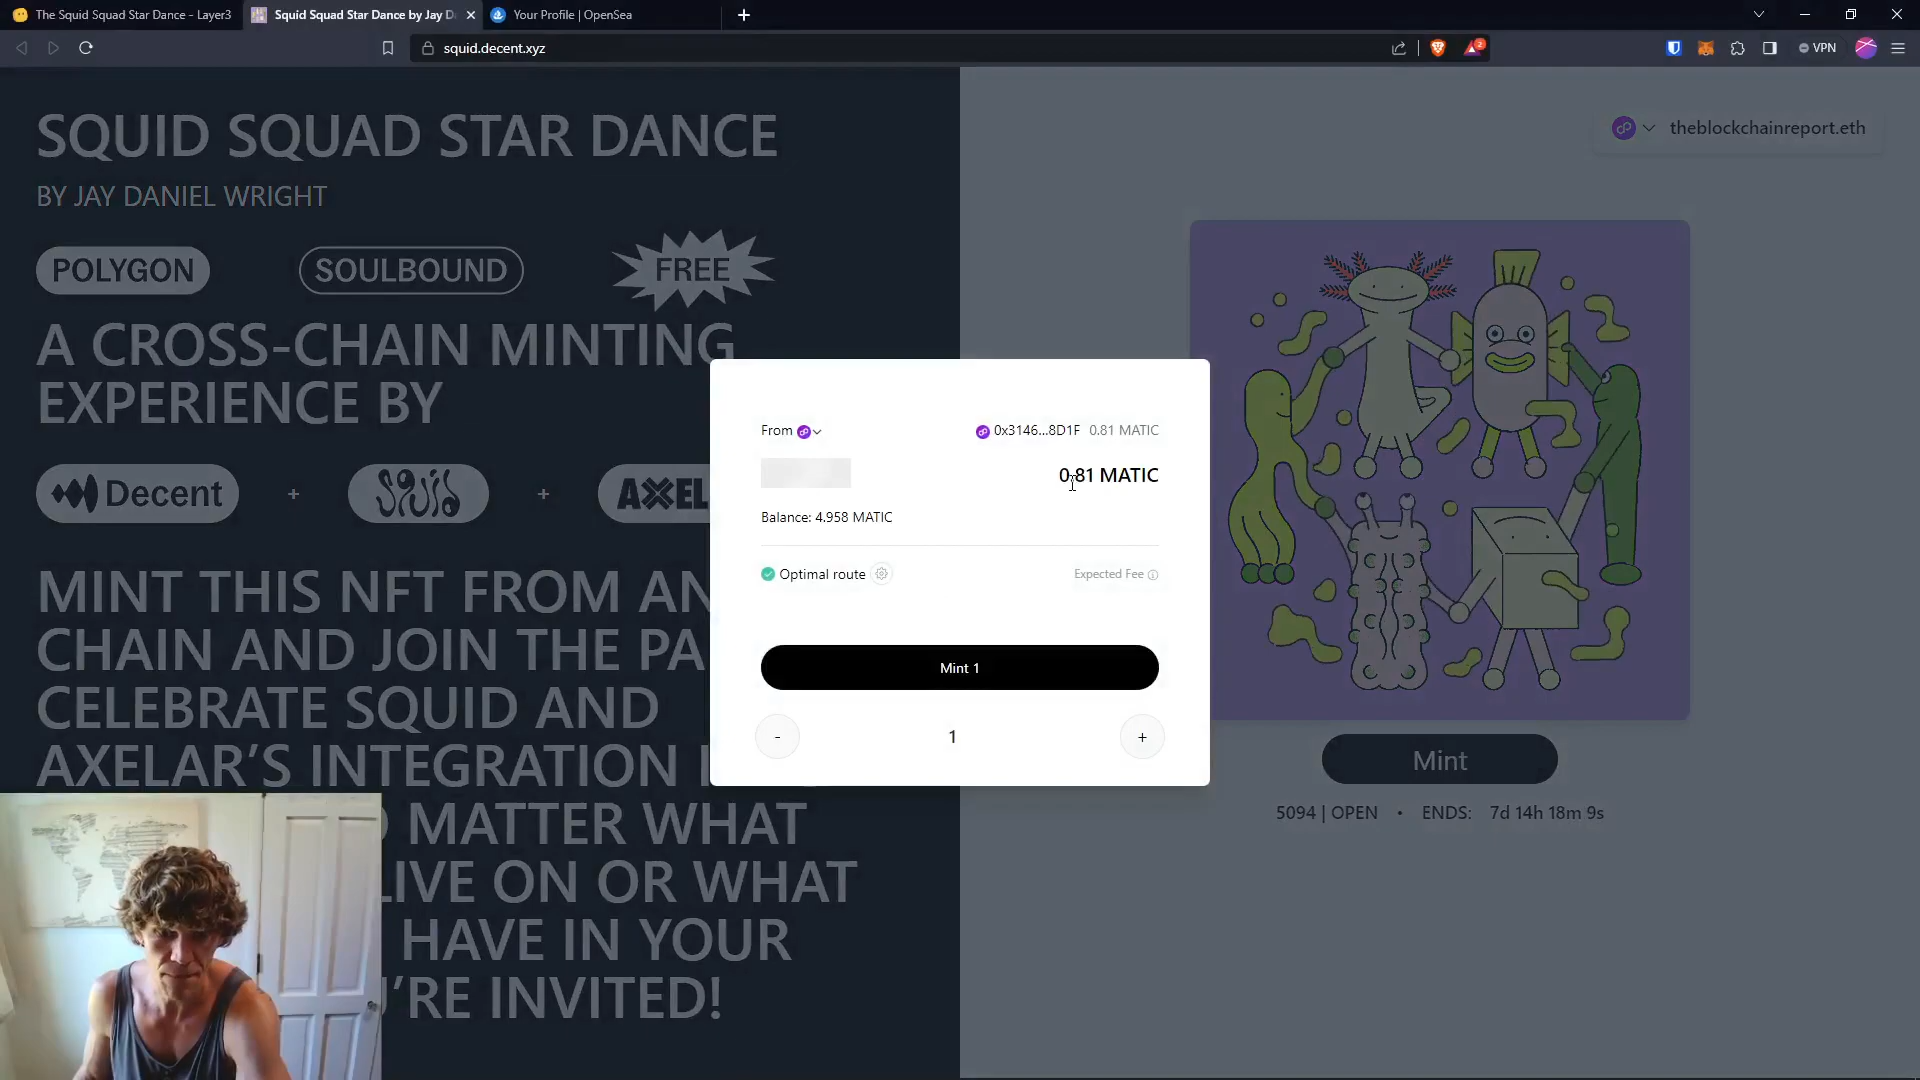 The Squid Squad Star Dance - Layer3
Squid Squad Star Dance by Jay D
Your Profile | OpenSea
squid.decent.xyz
2
VPN
SQUID SQUAD STAR DANCE
BY JAY DANIEL WRIGHT
POLYGON
SOULBOUND
FREE
A CROSS-CHAIN MINTING
EXPERIENCE BY
Decent
+
squid
+
AXEL
MINT THIS NFT FROM AN
CHAIN AND JOIN THE PA
CELEBRATE SQUID AND
AXELAR’S INTEGRATION I
MATTER WHAT
LIVE ON OR WHAT
HAVE IN YOUR
’RE INVITED!
theblockchainreport.eth
From
0x3146...8D1F 0.81 MATIC
0.81 MATIC
Balance: 4.958 MATIC
Optimal route
Expected Fee
Mint 1
- 1 +
Mint
5094 | OPEN • ENDS: 7d 14h 18m 9s